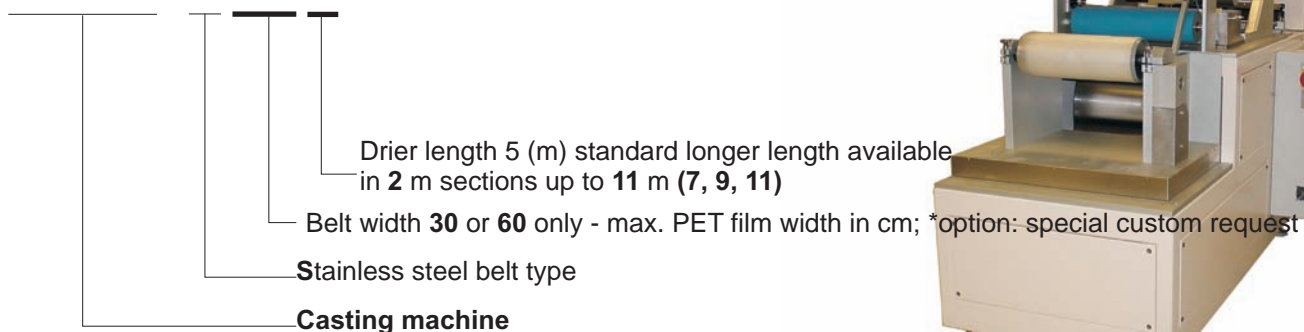 Drier length 5 (m) standard longer length available
in 2 m sections up to 11 m (7, 9, 11)
Belt width 30 or 60 only - max. PET film width in cm; *option: special custom request
Stainless steel belt type
Casting machine